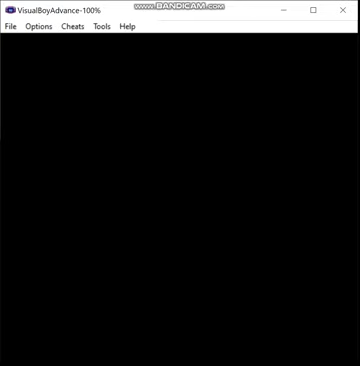 VisualBoyAdvance-100%
www.BANDICAM.com
File Options Cheats Tools Help